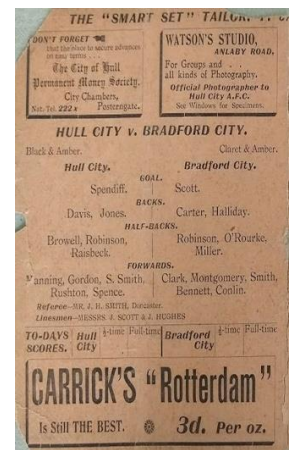 THE "SMART SET" TAILOR.
DON'T FORGET
that the place to secure advances
on easy terms
The City of Hull
Permanent Money Society.
City Chambers,
Nat. Tel. 222x Posterngate.
WATSON'S STUDIO,
ANLABY ROAD.
For Groups and . .
all kinds of Photography.
Official Photographer to
Hull City A.F.C.
See Windows for Specimens.
HULL CITY v. BRADFORD CITY.
Black & Amber. Claret & Amber.
Hull City. Bradford City.
GOAL.
Spendiff, Scott.
BACKS.
Davis, Jones. Carter, Halliday.
HALF-BACKS.
Browell, Robinson, Robinson, O'Rourke,
Raisbeck. Miller.
FORWARDS.
Manning, Gordon, S. Smith, Clark, Montgomery, Smith,
Rushton, Spence. Bennett, Conlin.
Referee—MR. J. H. SMITH, Doncaster.
Linesmen—MESSRS. J. SCOTT & J. HUGHES
TO-DAYS Hull ½-time Full-time Bradford ½-time Full-time
SCORES. City City
CARRICK'S "Rotterdam"
Is Still THE BEST. 3d. Per oz.